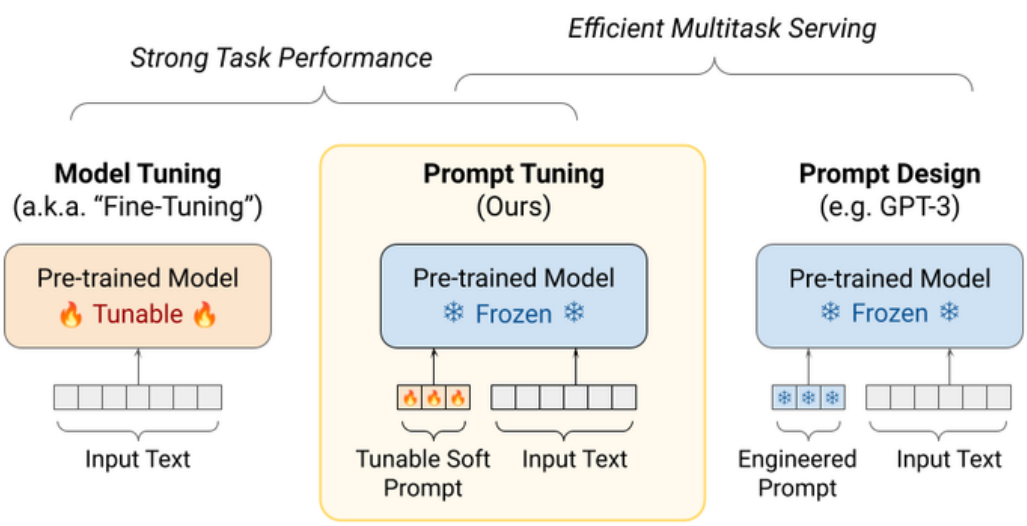 Efficient Multitask Serving
Strong Task Performance
Model Tuning
(a.k.a. “Fine-Tuning”)
Pre-trained Model
Tunable
Input Text
Prompt Tuning
(Ours)
Pre-trained Model
Frozen
Tunable Soft
Prompt
Input Text
Prompt Design
(e.g. GPT-3)
Pre-trained Model
Frozen
Engineered
Prompt
Input Text